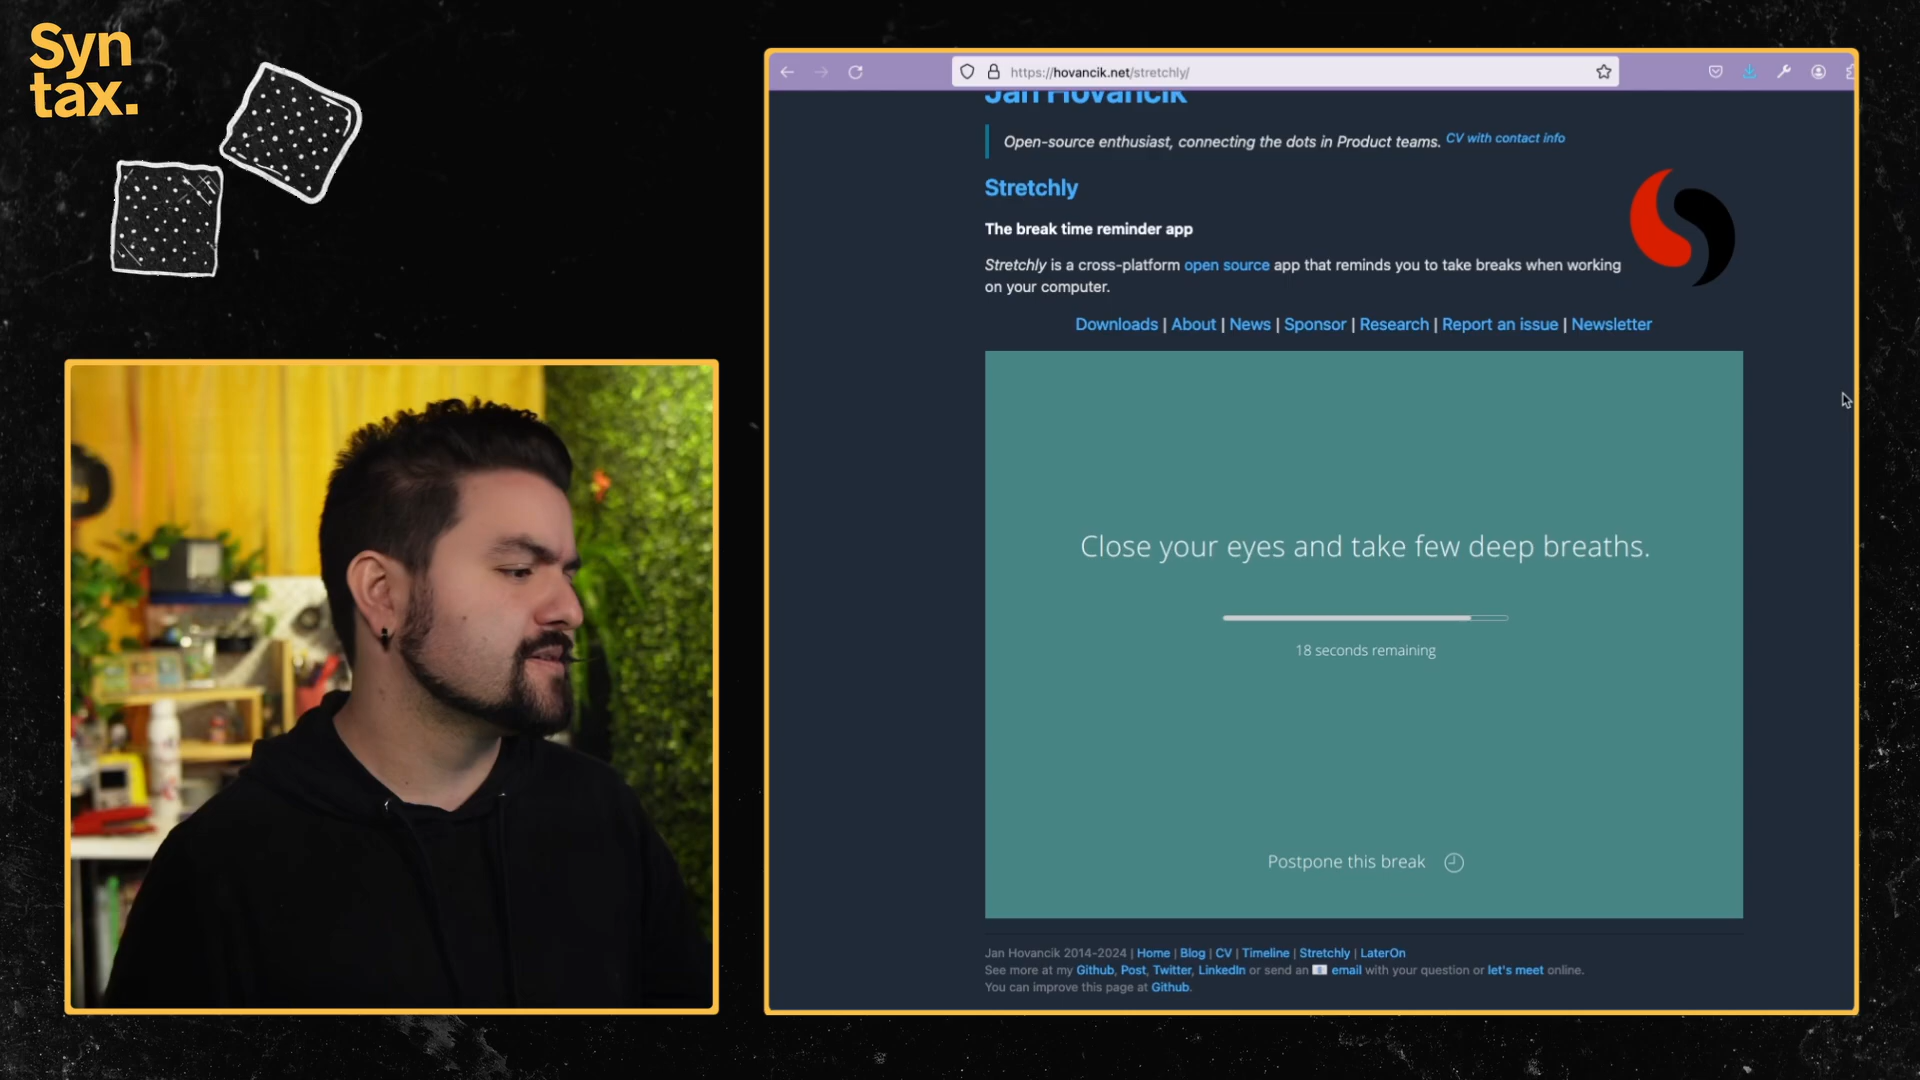 Syn
tax.
https://hovancik.net/stretchly/
Jan Hovancik
Open-source enthusiast, connecting the dots in Product teams. CV with contact info
Stretchly
The break time reminder app
Stretchly is a cross-platform open source app that reminds you to take breaks when working
on your computer.
Downloads | About | News | Sponsor | Research | Report an issue | Newsletter
Close your eyes and take few deep breaths.
18 seconds remaining
Postpone this break
Jan Hovancik 2014-2024 | Home | Blog | CV | Timeline | Stretchly | LaterOn
See more at my Github, Post, Twitter, LinkedIn or send an 📧 email with your question or let's meet online.
You can improve this page at Github.